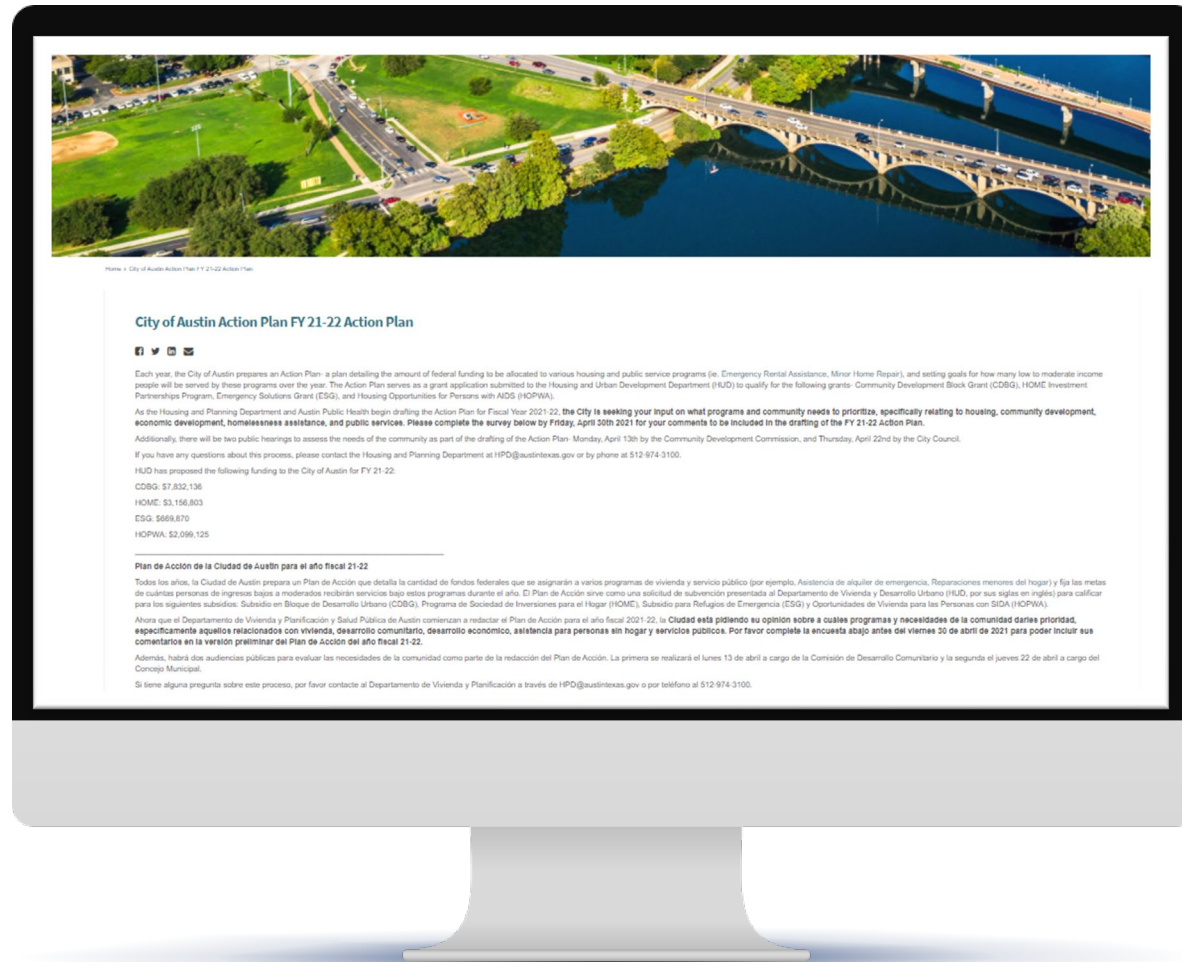 Home » City of Austin Action Plan FY 21-22 Action Plan
City of Austin Action Plan FY 21-22 Action Plan
Each year, the City of Austin prepares an Action Plan- a plan detailing the amount of federal funding to be allocated to various housing and public service programs (ie. Emergency Rental Assistance, Minor Home Repair), and setting goals for how many low to moderate income
people will be served by these programs over the year. The Action Plan serves as a grant application submitted to the Housing and Urban Development Department (HUD) to qualify for the following grants- Community Development Block Grant (CDBG), HOME Investment
Partnerships Program, Emergency Solutions Grant (ESG), and Housing Opportunities for Persons with AIDS (HOPWA).
As the Housing and Planning Department and Austin Public Health begin drafting the Action Plan for Fiscal Year 2021-22, the City is seeking your input on what programs and community needs to prioritize, specifically relating to housing, community development,
economic development, homelessness assistance, and public services. Please complete the survey below by Friday, April 30th 2021 for your comments to be included in the drafting of the FY 21-22 Action Plan.
Additionally, there will be two public hearings to assess the needs of the community as part of the drafting of the Action Plan- Monday, April 13th by the Community Development Commission, and Thursday, April 22nd by the City Council.
If you have any questions about this process, please contact the Housing and Planning Department at HPD@austintexas.gov or by phone at 512-974-3100.
HUD has proposed the following funding to the City of Austin for FY 21-22:
CDBG: $7,832,136
HOME: $3,156,803
ESG: $669,870
HOPWA: $2,099,125
Plan de Acción de la Ciudad de Austin para el año fiscal 21-22
Todos los años, la Ciudad de Austin prepara un Plan de Acción que detalla la cantidad de fondos federales que se asignarán a varios programas de vivienda y servicio público (por ejemplo, Asistencia de alquiler de emergencia, Reparaciones menores del hogar) y fija las metas
de cuántas personas de ingresos bajos a moderados recibirán servicios bajo estos programas durante el año. El Plan de Acción sirve como una solicitud de subvención presentada al Departamento de Vivienda y Desarrollo Urbano (HUD, por sus siglas en inglés) para calificar
para los siguientes subsidios: Subsidio en Bloque de Desarrollo Urbano (CDBG), Programa de Sociedad de Inversiones para el Hogar (HOME), Subsidio para Refugios de Emergencia (ESG) y Oportunidades de Vivienda para las Personas con SIDA (HOPWA).
Ahora que el Departamento de Vivienda y Planificación y Salud Pública de Austin comienzan a redactar el Plan de Acción para el año fiscal 2021-22, la Ciudad está pidiendo su opinión sobre a cuáles programas y necesidades de la comunidad darles prioridad,
específicamente aquellos relacionados con vivienda, desarrollo comunitario, desarrollo económico, asistencia para personas sin hogar y servicios públicos. Por favor complete la encuesta abajo antes del viernes 30 de abril de 2021 para poder incluir sus
comentarios en la versión preliminar del Plan de Acción del año fiscal 21-22.
Además, habrá dos audiencias públicas para evaluar las necesidades de la comunidad como parte de la redacción del Plan de Acción. La primera se realizará el lunes 13 de abril a cargo de la Comisión de Desarrollo Comunitario y la segunda el jueves 22 de abril a cargo del
Concejo Municipal.
Si tiene alguna pregunta sobre este proceso, por favor contacte al Departamento de Vivienda y Planificación a través de HPD@austintexas.gov o por teléfono al 512-974-3100.